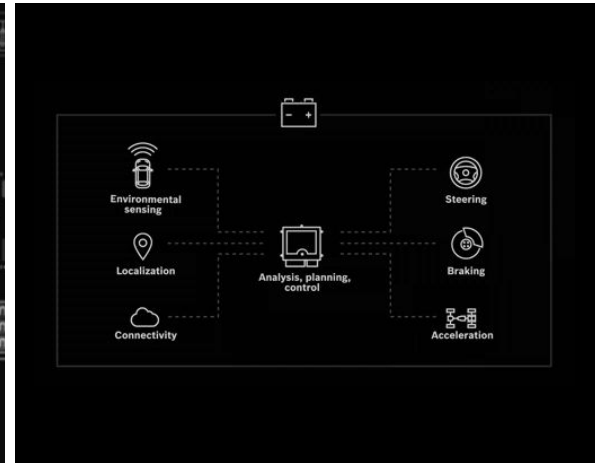 Environmental
sensing
Steering
Localization
Analysis, planning,
control
Braking
Connectivity
Acceleration